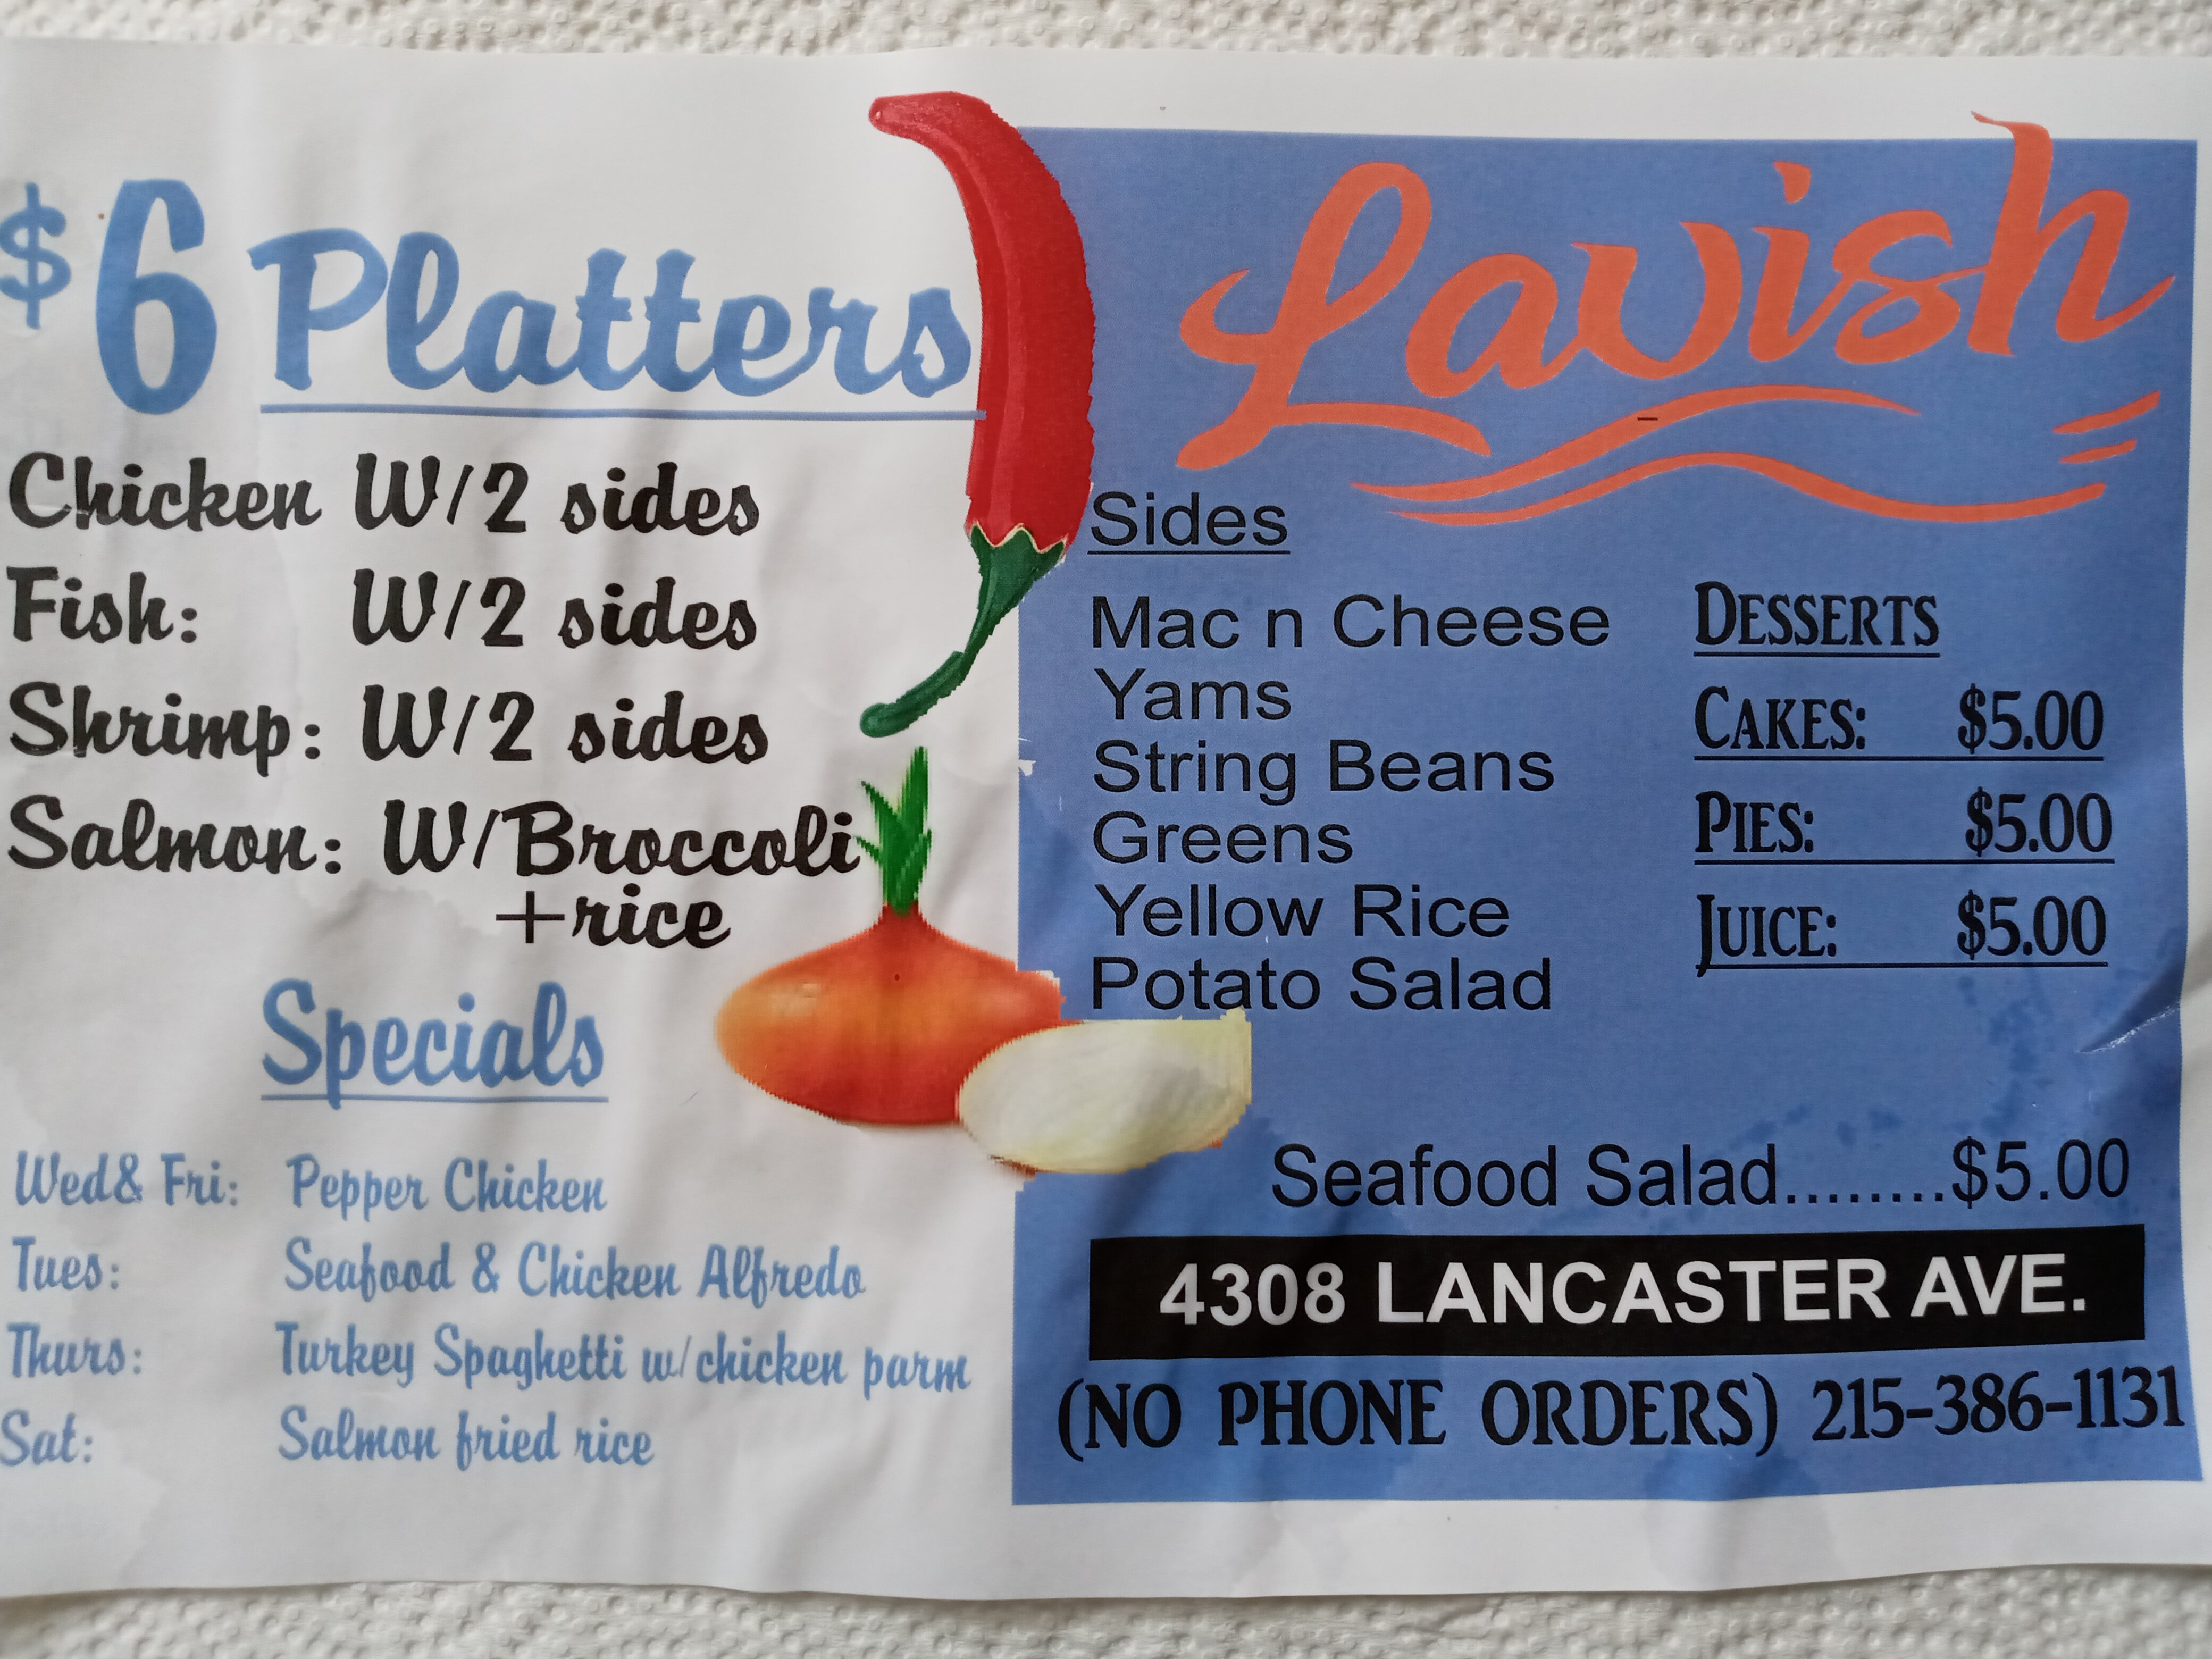 $6 Platters
Chicken W/2 sides
Fish: W/2 sides
Shrimp: W/2 sides
Salmon: W/Broccoli
+rice
Specials
Wed& Fri: Pepper Chicken
Tues: Seafood & Chicken Alfredo
Thurs: Turkey Spaghetti w/chicken parm
Sat: Salmon fried rice
Lavish
Sides
Mac n Cheese
Yams
String Beans
Greens
Yellow Rice
Potato Salad
DESSERTS
CAKES: $5.00
PIES: $5.00
JUICE: $5.00
Seafood Salad........$5.00
4308 LANCASTER AVE.
(NO PHONE ORDERS) 215-386-1131